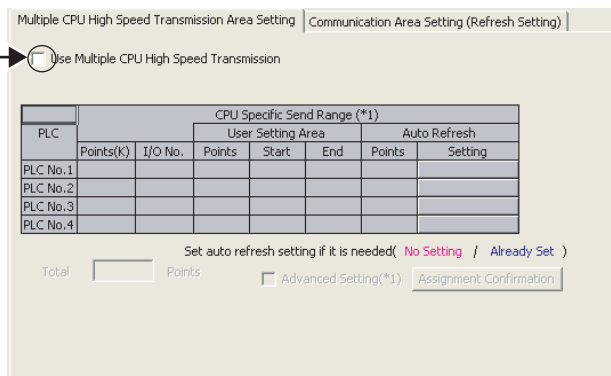 Multiple CPU High Speed Transmission Area Setting Communication Area Setting (Refresh Setting)
Use Multiple CPU High Speed Transmission
CPU Specific Send Range (*1)
PLC User Setting Area Auto Refresh
Points(K) I/O No. Points Start End Points Setting
PLC No.1
PLC No.2
PLC No.3
PLC No.4
Set auto refresh setting if it is needed( No Setting / Already Set )
Total Points Advanced Setting(*1) Assignment Confirmation